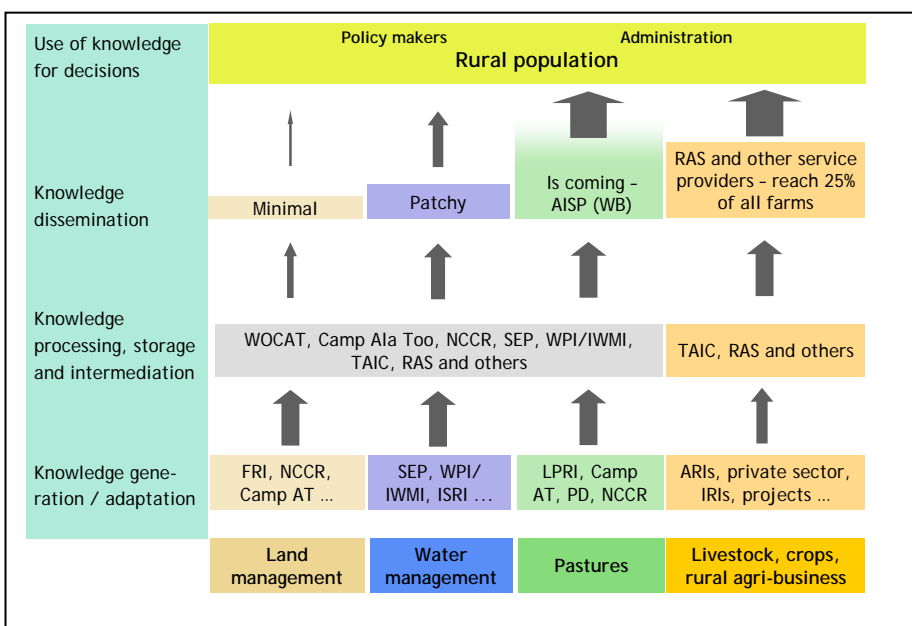 Use of knowledge
for decisions
Policy makers
Administration
Rural population
Knowledge
dissemination
Minimal
Patchy
Is coming –
AISP (WB)
RAS and other service
providers – reach 25%
of all farms
Knowledge
processing, storage
and intermediation
WOCAT, Camp Ala Too, NCCR, SEP, WPI/IWMI,
TAIC, RAS and others
TAIC, RAS and others
Knowledge gene-
ration / adaptation
FRI, NCCR,
Camp AT ...
SEP, WPI/
IWMI, ISRI ...
LPRI, Camp
AT, PD, NCCR
ARIs, private sector,
IRIs, projects ...
Land
management
Water
management
Pastures
Livestock, crops,
rural agri-business